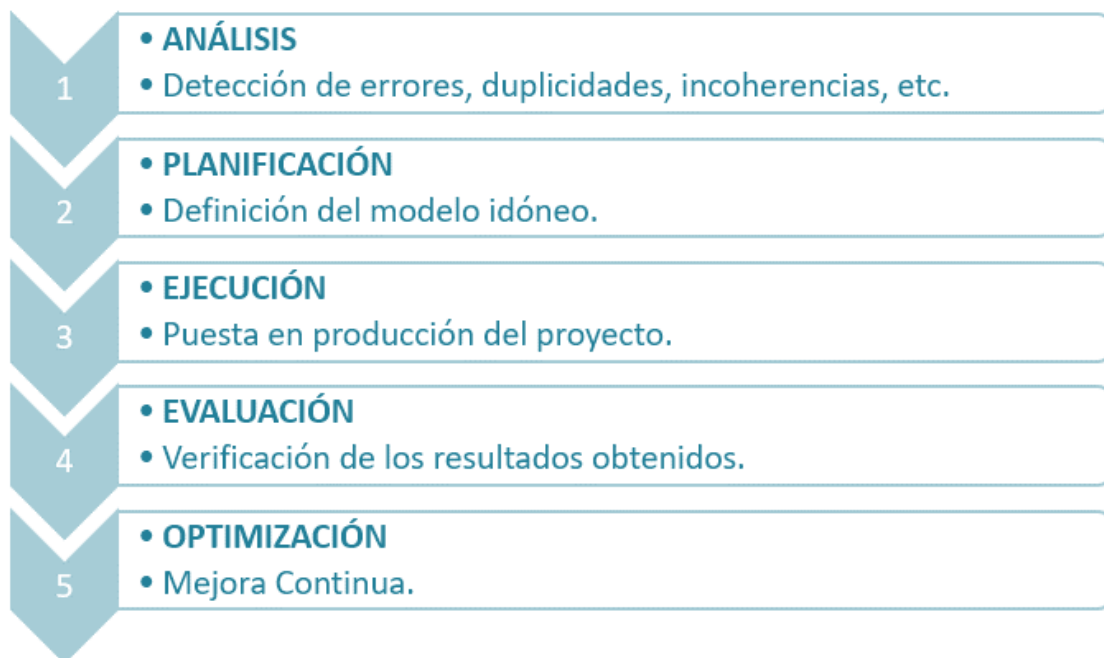 1
• ANÁLISIS
• Detección de errores, duplicidades, incoherencias, etc.
2
• PLANIFICACIÓN
• Definición del modelo idóneo.
3
• EJECUCIÓN
• Puesta en producción del proyecto.
4
• EVALUACIÓN
• Verificación de los resultados obtenidos.
5
• OPTIMIZACIÓN
• Mejora Continua.